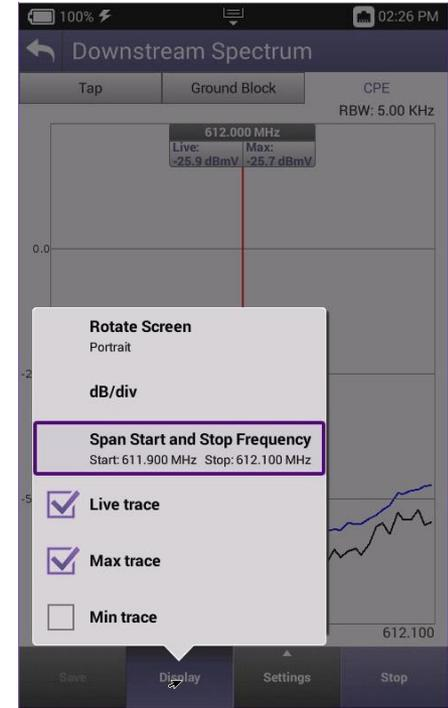 100%
02:26 PM
Downstream Spectrum
Tap
Ground Block
CPE
RBW: 5.00 KHz
612.000 MHz
Live:
Max:
-25.9 dBmV
-25.7 dBmV
0.0
Rotate Screen
Portrait
-2
dB/div
Span Start and Stop Frequency
Start: 611.900 MHz Stop: 612.100 MHz
-5
Live trace
Max trace
Min trace
612.100
Save
Display
Settings
Stop